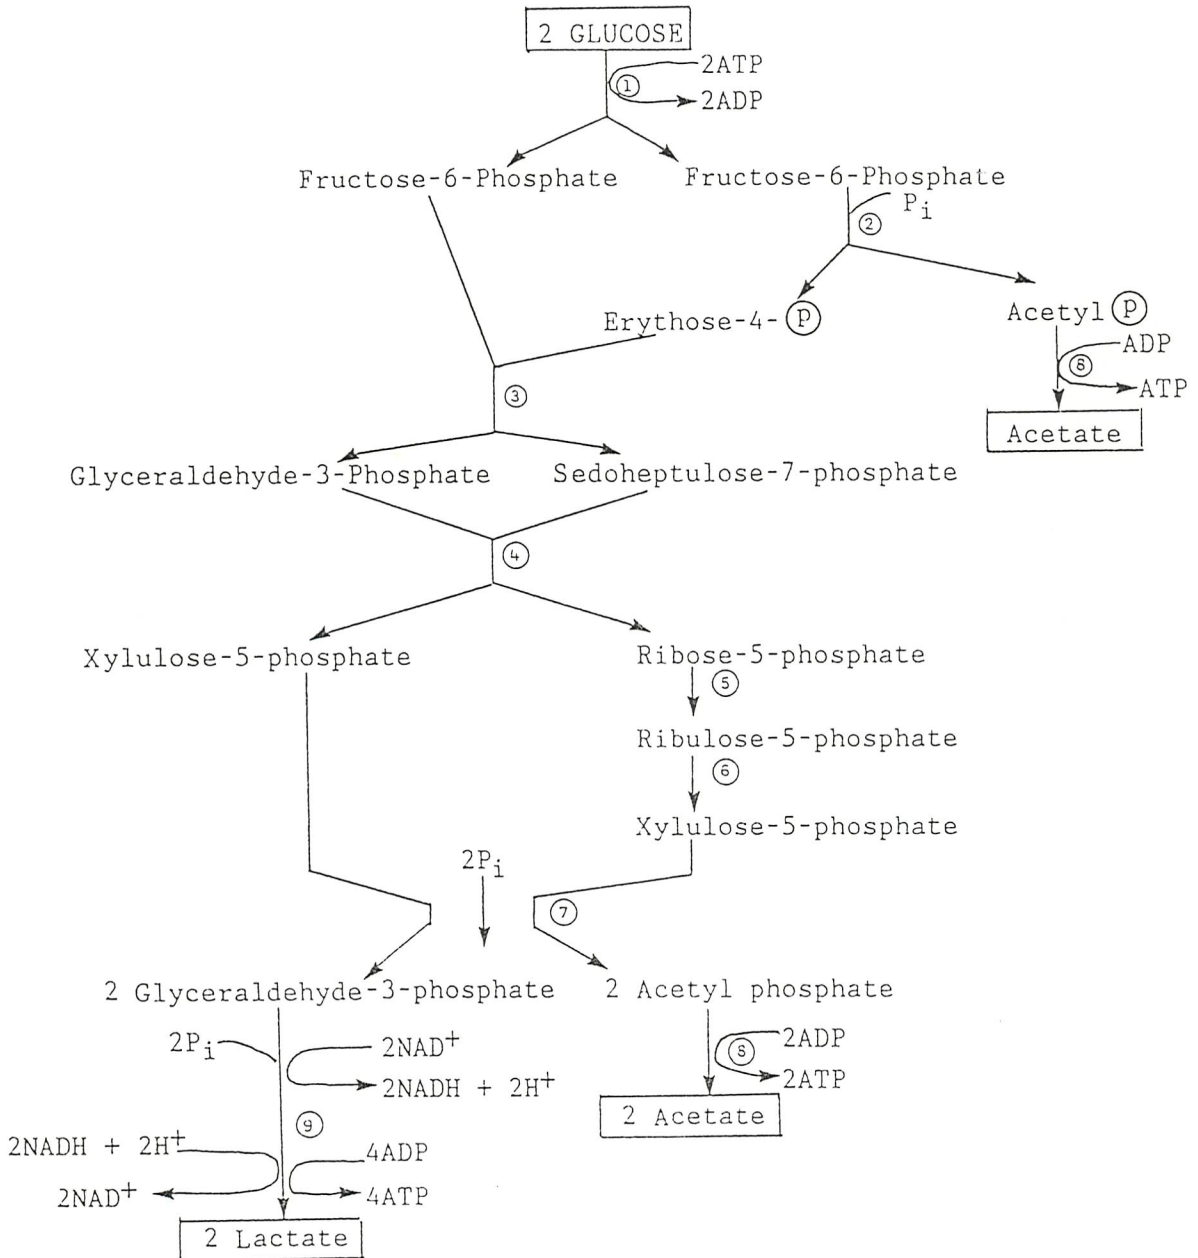 2 GLUCOSE
2ATP
①
2ADP
Fructose-6-Phosphate Fructose-6-Phosphate
Pi
②
Erythose-4-Ⓟ
Acetyl Ⓟ
ADP
⑧
ATP
Acetate
③
Glyceraldehyde-3-Phosphate Sedoheptulose-7-phosphate
④
Xylulose-5-phosphate Ribose-5-phosphate
⑤
Ribulose-5-phosphate
⑥
Xylulose-5-phosphate
2Pi
⑦
2 Glyceraldehyde-3-phosphate 2 Acetyl phosphate
2Pi
2NAD+
2NADH + 2H+
2ADP
⑧
2ATP
2 Acetate
⑨
2NADH + 2H+
4ADP
2NAD+
4ATP
2 Lactate